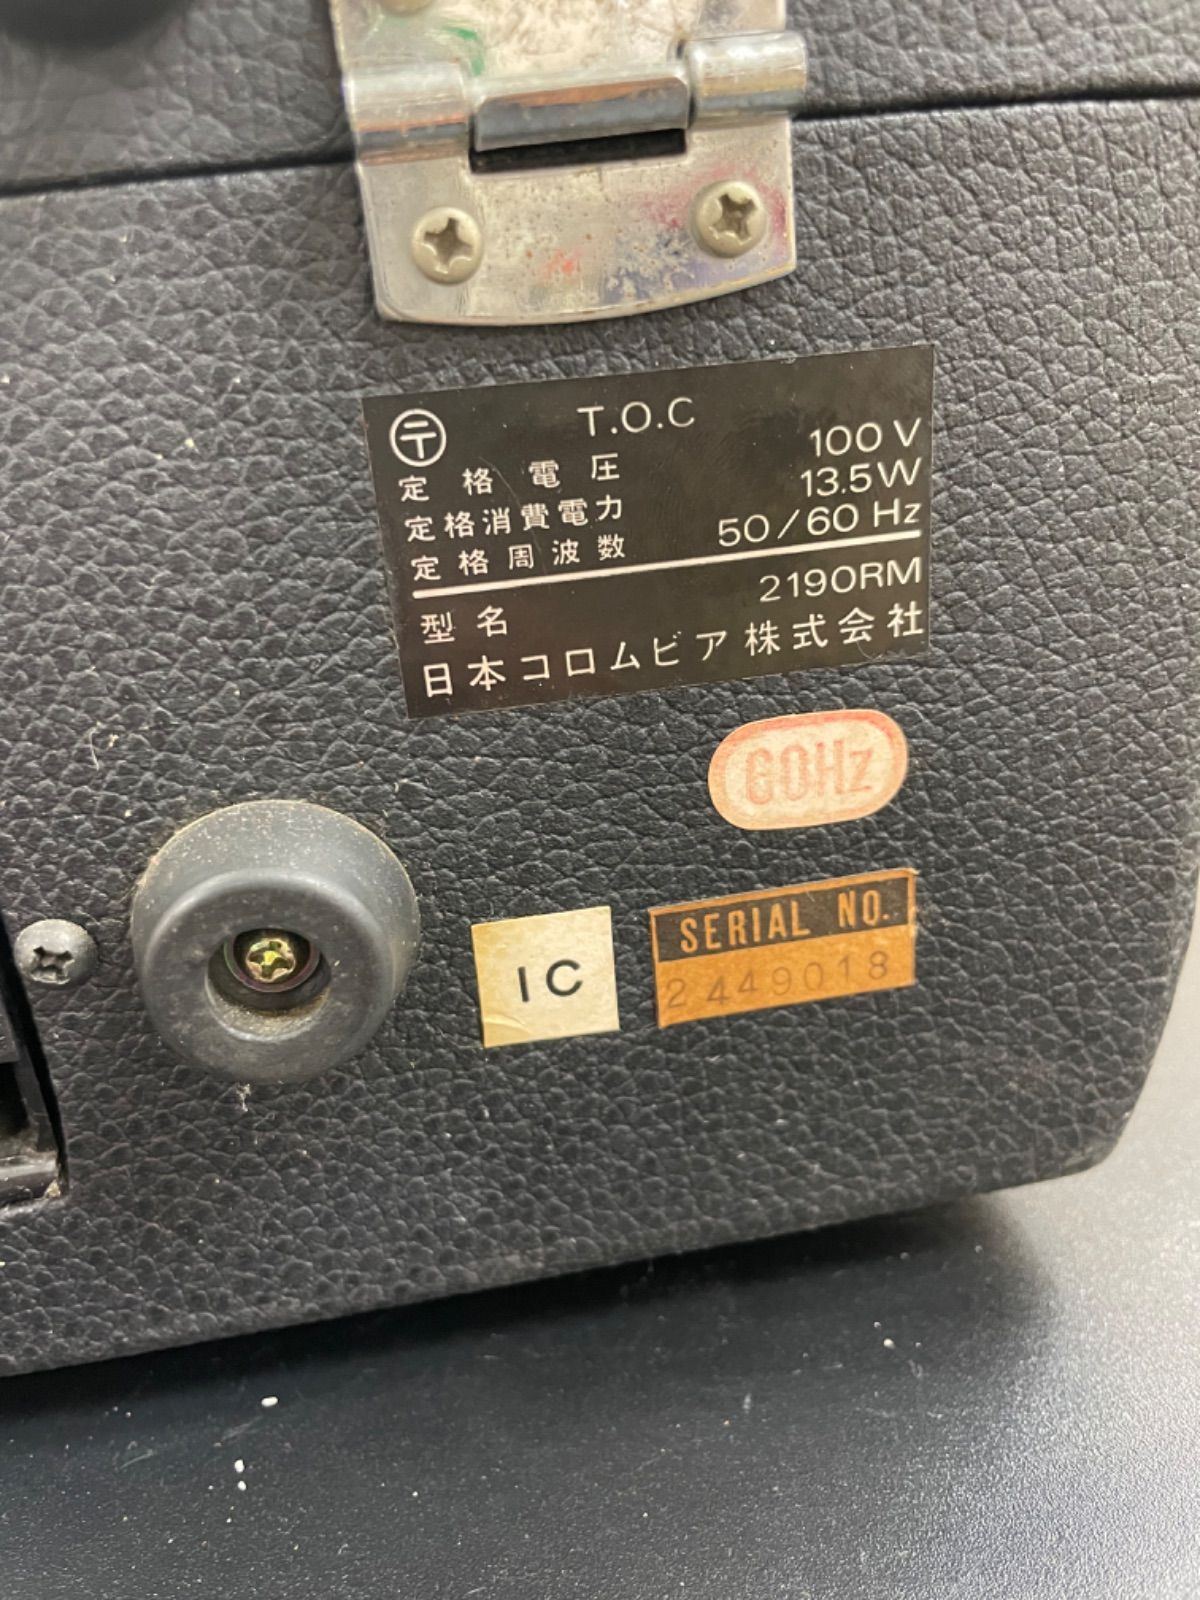 〒 T.O.C
定格電圧 100V
定格消費電力 13.5W
定格周波数 50/60 Hz
型名 2190RM
日本コロムビア株式会社
60Hz
IC
SERIAL NO.
2449018